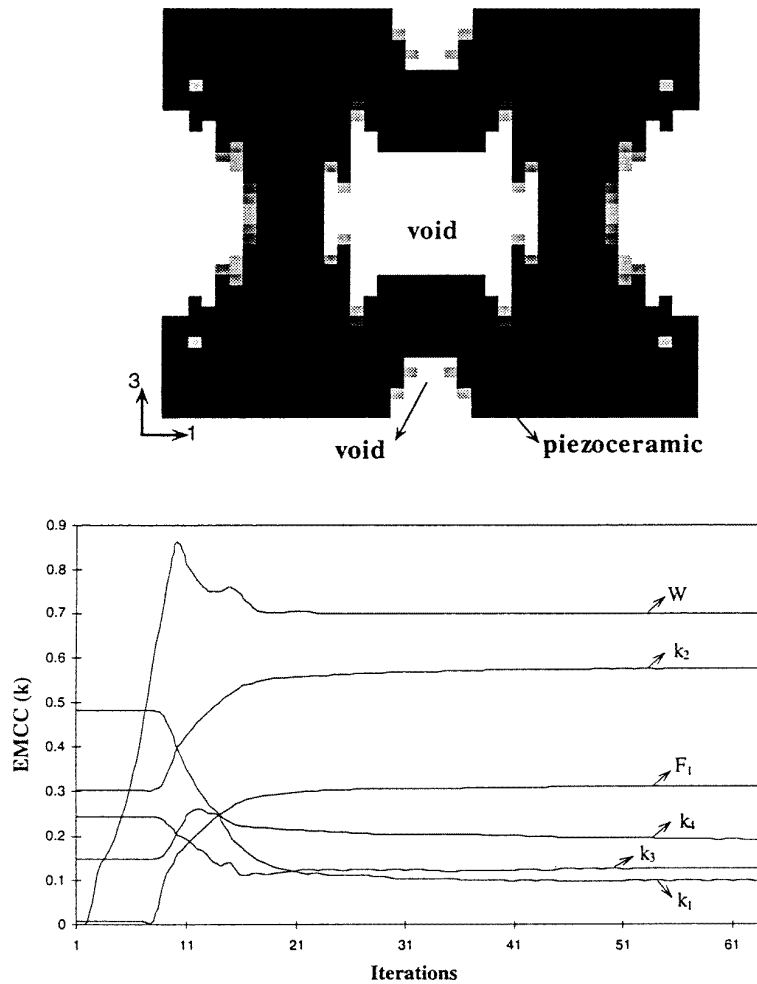 void
3
1
void
piezoceramic
0.9
0.8
0.7
0.6
0.5
0.4
0.3
0.2
0.1
0
EMCC (k)
W
k2
F1
k4
k3
k1
1 11 21 31 41 51 61
Iterations